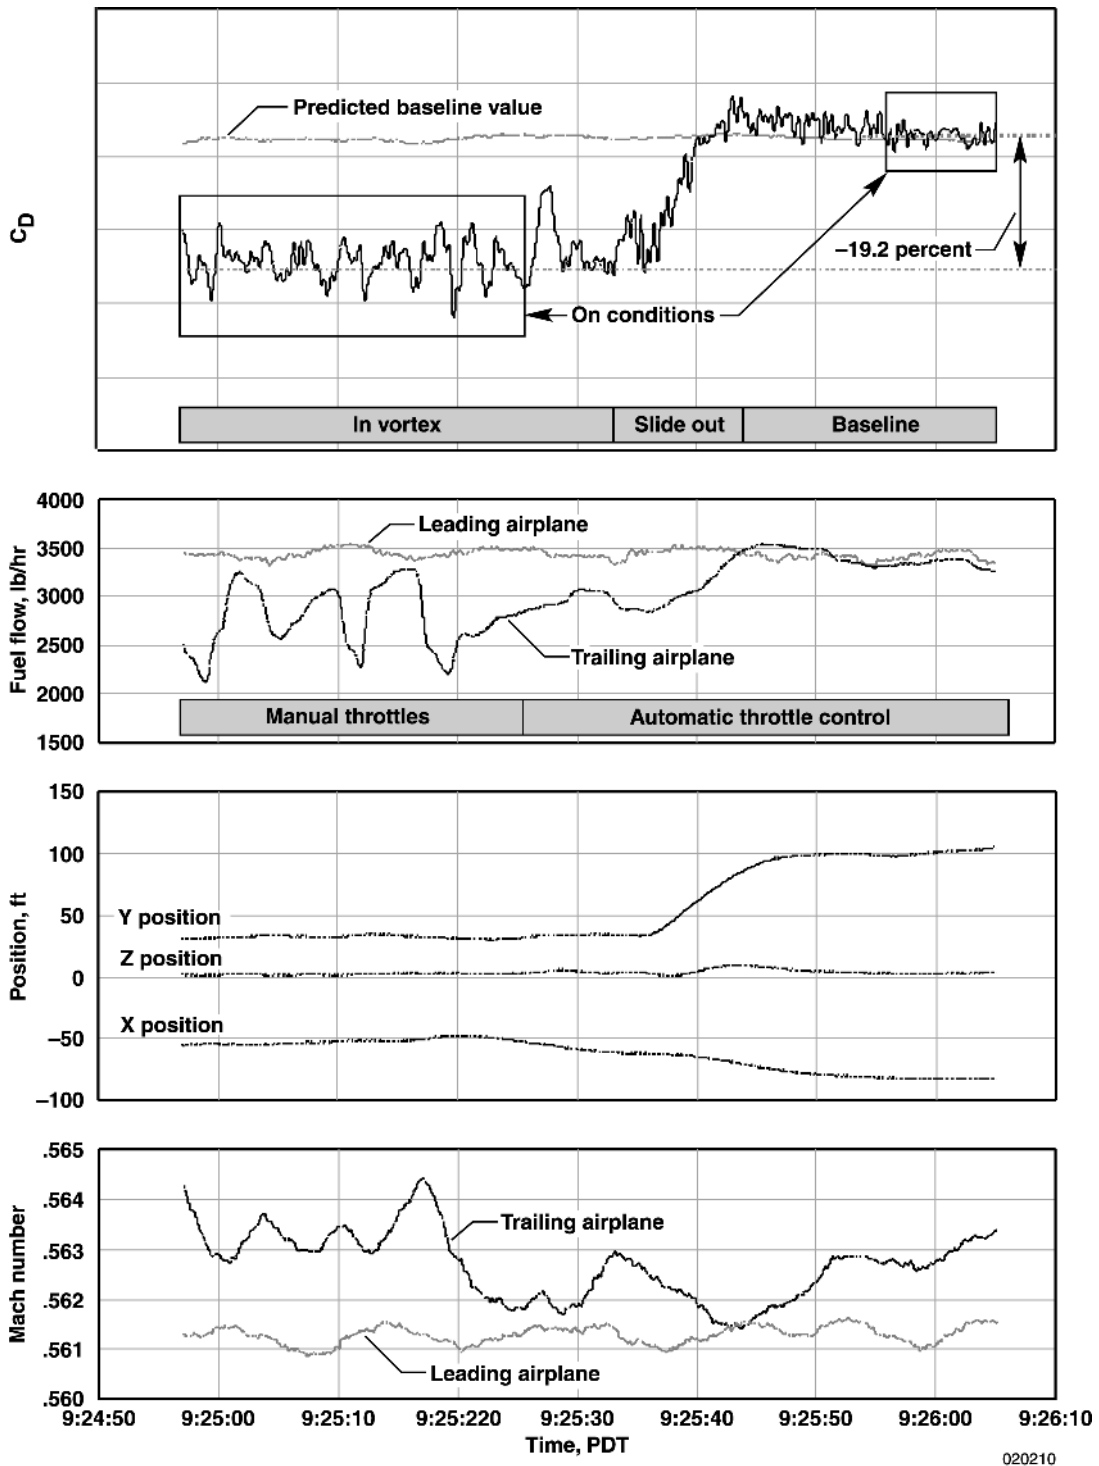 Predicted baseline value
C_D
–19.2 percent
On conditions
In vortex
Slide out
Baseline
4000
3500
3000
2500
2000
1500
Fuel flow, lb/hr
Leading airplane
Trailing airplane
Manual throttles
Automatic throttle control
150
100
50
0
–50
–100
Position, ft
Y position
Z position
X position
.565
.564
.563
.562
.561
.560
Mach number
Trailing airplane
Leading airplane
9:24:50 9:25:00 9:25:10 9:25:220 9:25:30 9:25:40 9:25:50 9:26:00 9:26:10
Time, PDT
020210